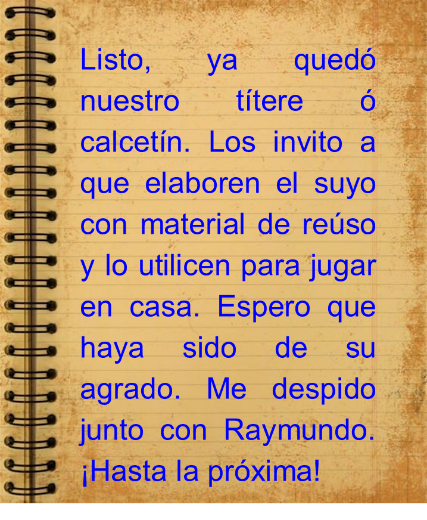 Listo, ya quedó
nuestro títere ó
calcetín. Los invito a
que elaboren el suyo
con material de reúso
y lo utilicen para jugar
en casa. Espero que
haya sido de su
agrado. Me despido
junto con Raymundo.
¡Hasta la próxima!